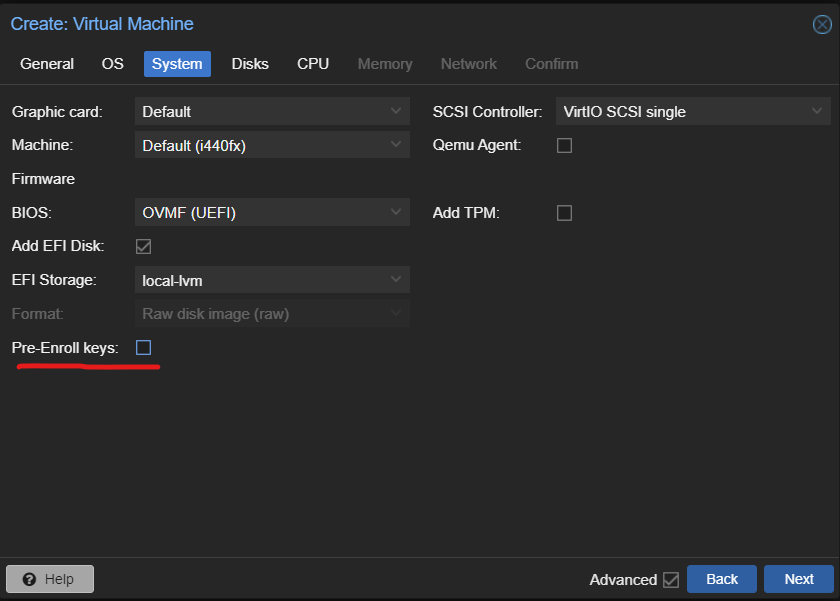 Create: Virtual Machine
General OS System Disks CPU Memory Network Confirm
Graphic card: Default SCSI Controller: VirtIO SCSI single
Machine: Default (i440fx) Qemu Agent:
Firmware
BIOS: OVMF (UEFI) Add TPM:
Add EFI Disk:
EFI Storage: local-lvm
Format: Raw disk image (raw)
Pre-Enroll keys:
? Help Advanced Back Next